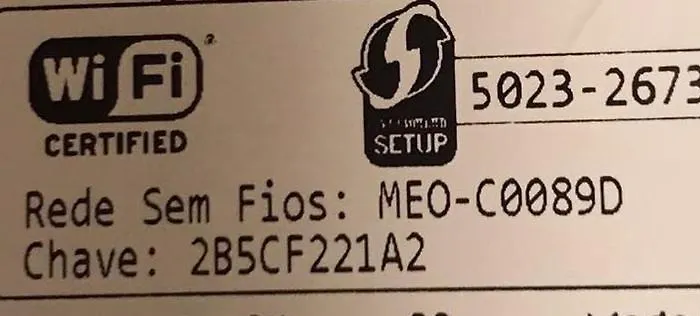 WiFi
CERTIFIED
SETUP
5023-2673
Rede Sem Fios: MEO-C0089D
Chave: 2B5CF221A2